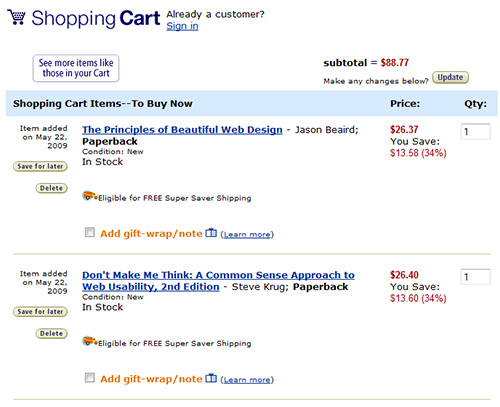 Shopping Cart
Already a customer?
Sign in
See more items like
those in your Cart
subtotal = $88.77
Make any changes below? Update
Shopping Cart Items--To Buy Now Price: Qty:
Item added
on May 22,
2009
Save for later
Delete
The Principles of Beautiful Web Design - Jason Beaird;
Paperback
Condition: New
In Stock
$26.37
You Save:
$13.58 (34%)
1
Eligible for FREE Super Saver Shipping
Add gift-wrap/note (Learn more)
Item added
on May 22,
2009
Save for later
Delete
Don't Make Me Think: A Common Sense Approach to
Web Usability, 2nd Edition - Steve Krug; Paperback
Condition: New
In Stock
$26.40
You Save:
$13.60 (34%)
1
Eligible for FREE Super Saver Shipping
Add gift-wrap/note (Learn more)